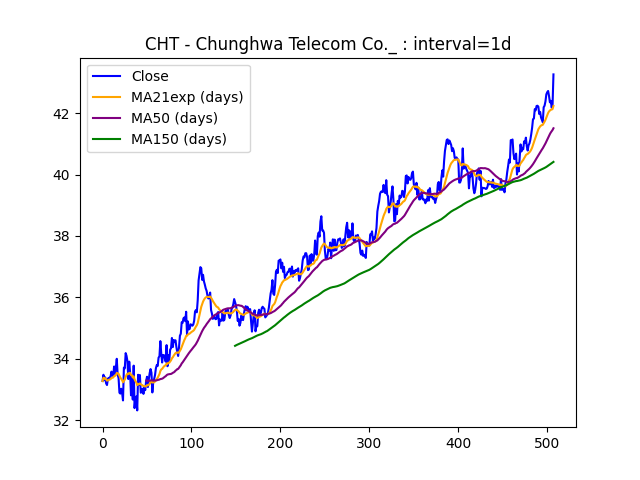 CHT - Chunghwa Telecom Co._ : interval=1d
Close
MA21exp (days)
MA50 (days)
MA150 (days)
42
40
38
36
34
32
0 100 200 300 400 500